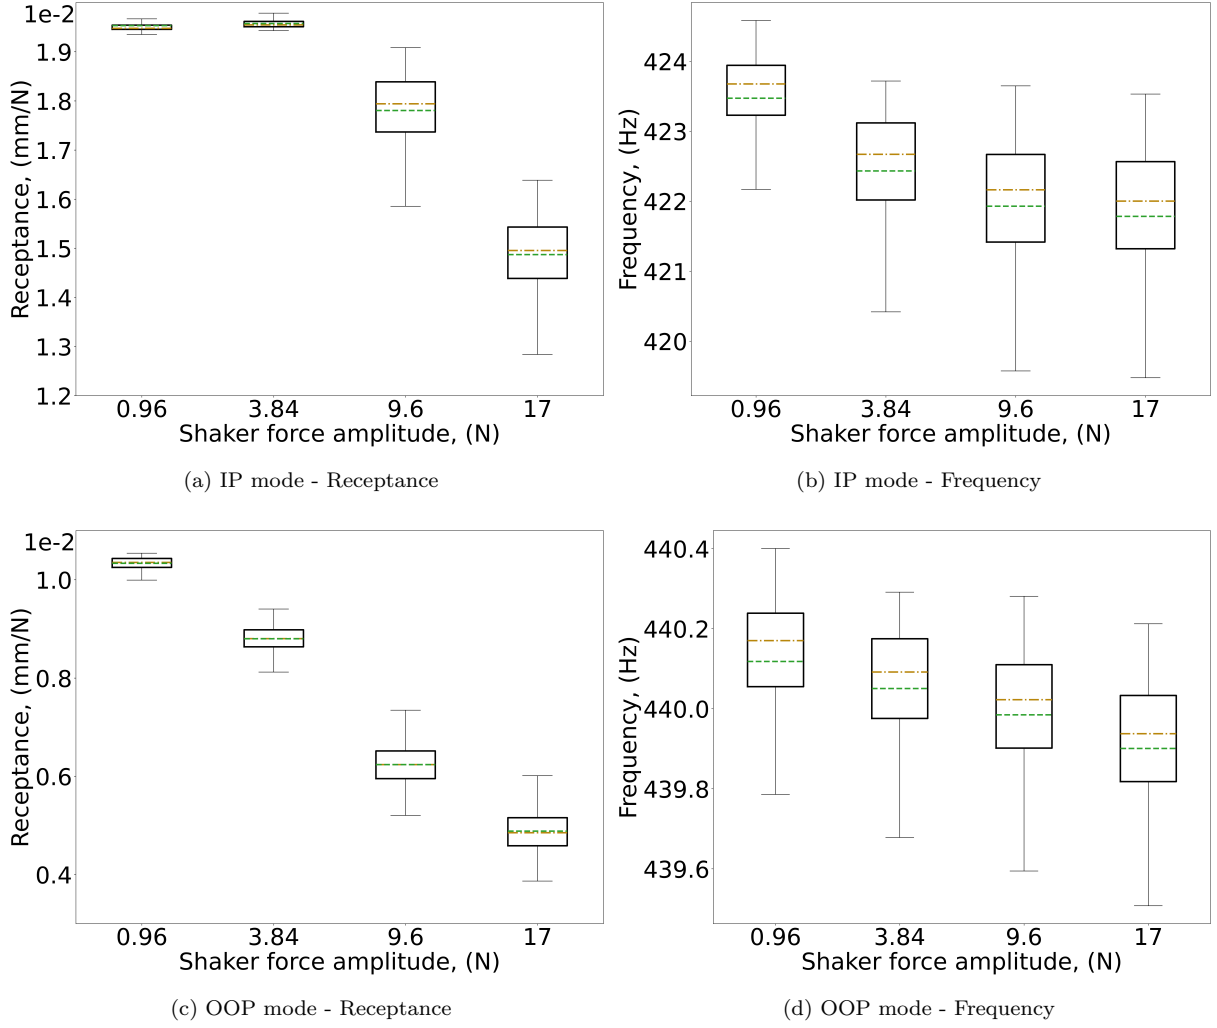 1e-2
1.9
1.8
1.7
1.6
1.5
1.4
1.3
1.2
Receptance, (mm/N)
0.96 3.84 9.6 17
Shaker force amplitude, (N)
(a) IP mode - Receptance
424
423
422
421
420
Frequency, (Hz)
0.96 3.84 9.6 17
Shaker force amplitude, (N)
(b) IP mode - Frequency
1e-2
1.0
0.8
0.6
0.4
Receptance, (mm/N)
0.96 3.84 9.6 17
Shaker force amplitude, (N)
(c) OOP mode - Receptance
440.4
440.2
440.0
439.8
439.6
Frequency, (Hz)
0.96 3.84 9.6 17
Shaker force amplitude, (N)
(d) OOP mode - Frequency